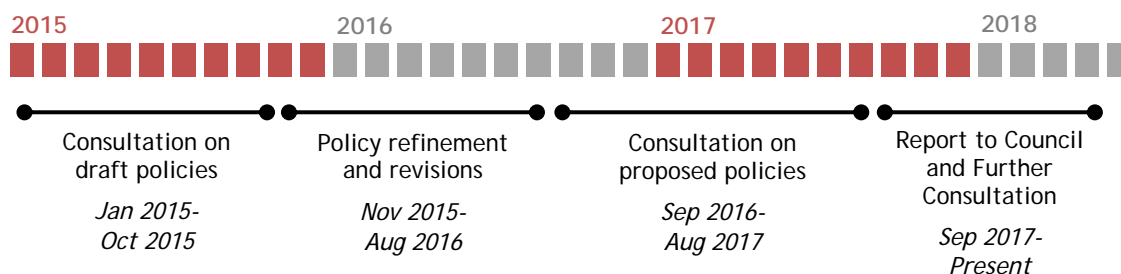 2015
2016
2017
2018
Consultation on
draft policies
Jan 2015-
Oct 2015
Policy refinement
and revisions
Nov 2015-
Aug 2016
Consultation on
proposed policies
Sep 2016-
Aug 2017
Report to Council
and Further
Consultation
Sep 2017-
Present